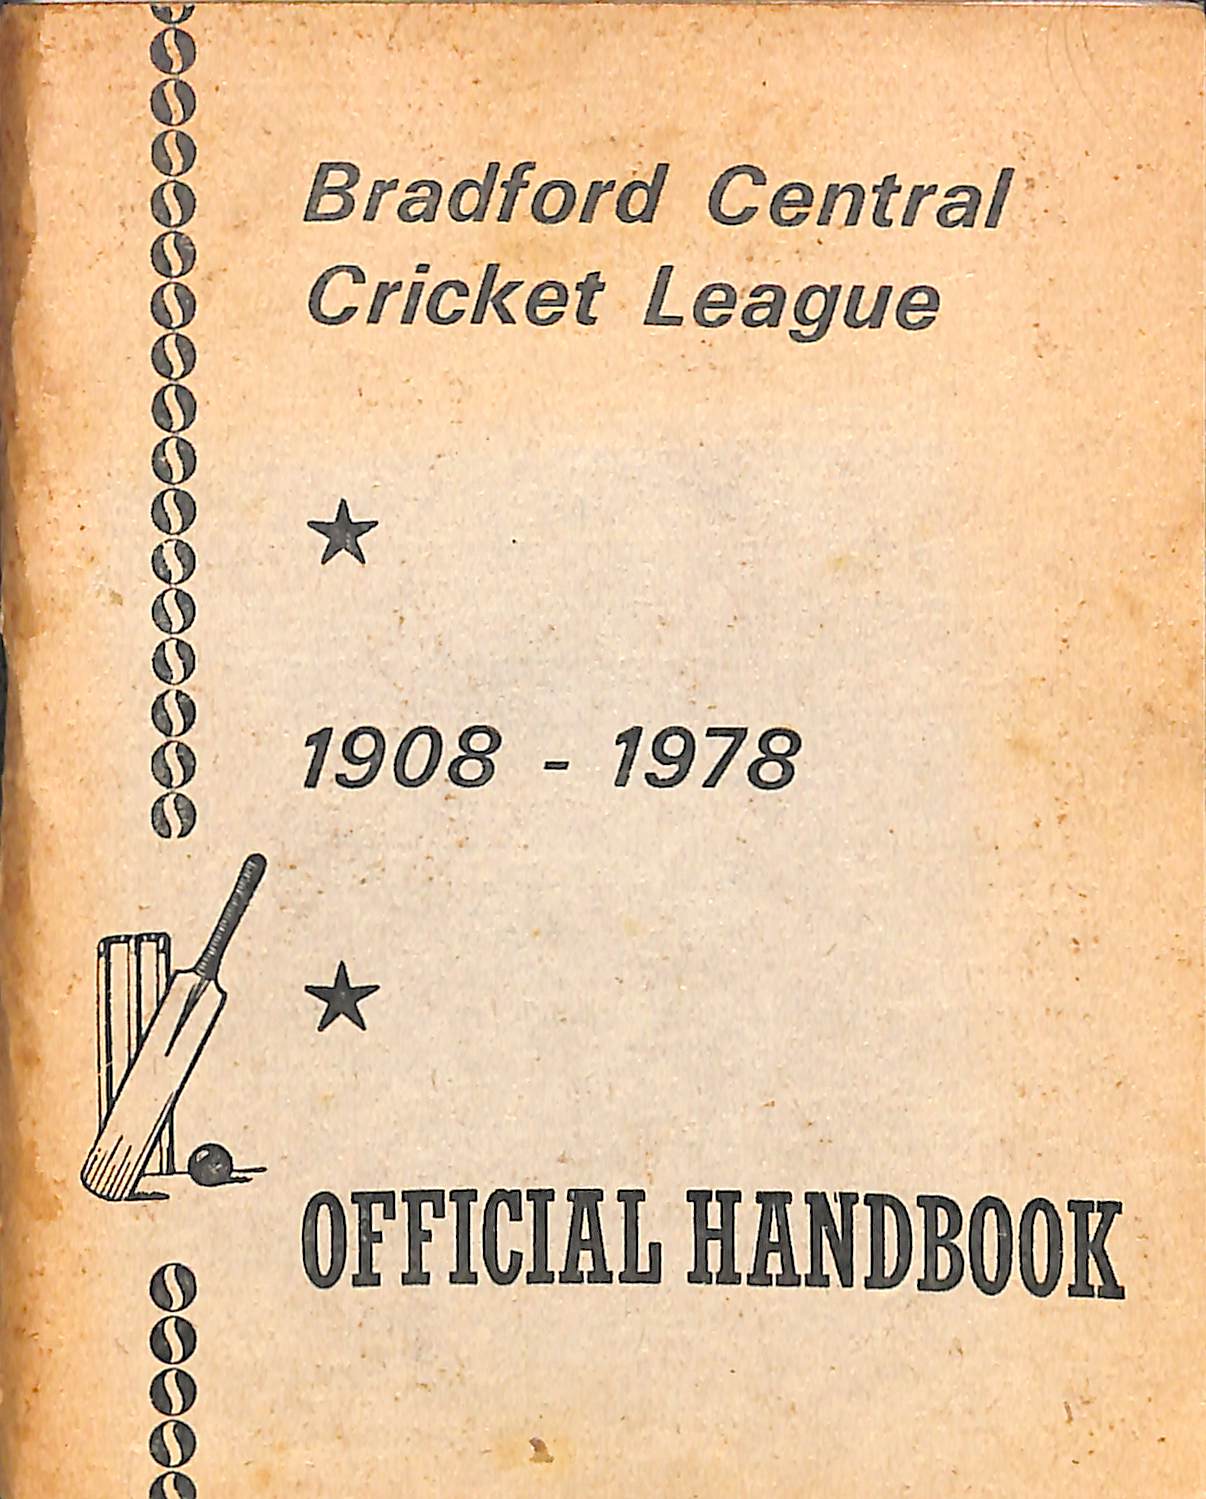 Bradford Central
Cricket League
1908 - 1978
OFFICIAL HANDBOOK